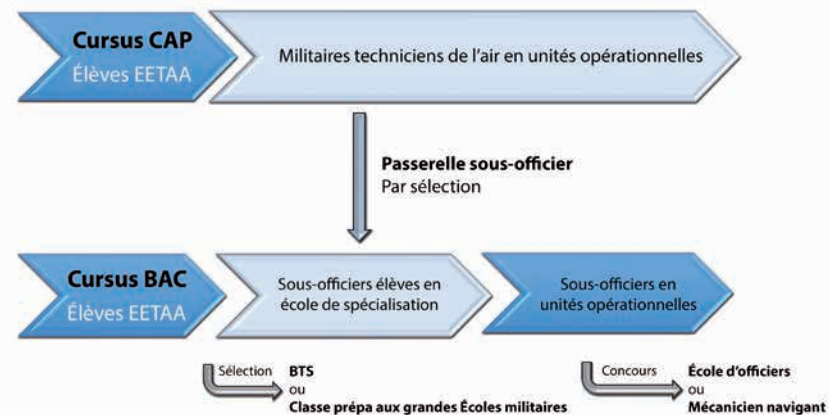 Cursus CAP
Élèves EETAA
Militaires techniciens de l'air en unités opérationnelles
Passerelle sous-officier
Par sélection
Cursus BAC
Élèves EETAA
Sous-officiers élèves en
école de spécialisation
Sous-officiers en
unités opérationnelles
Sélection BTS
ou
Classe prépa aux grandes Écoles militaires
Concours École d'officiers
ou
Mécanicien navigant